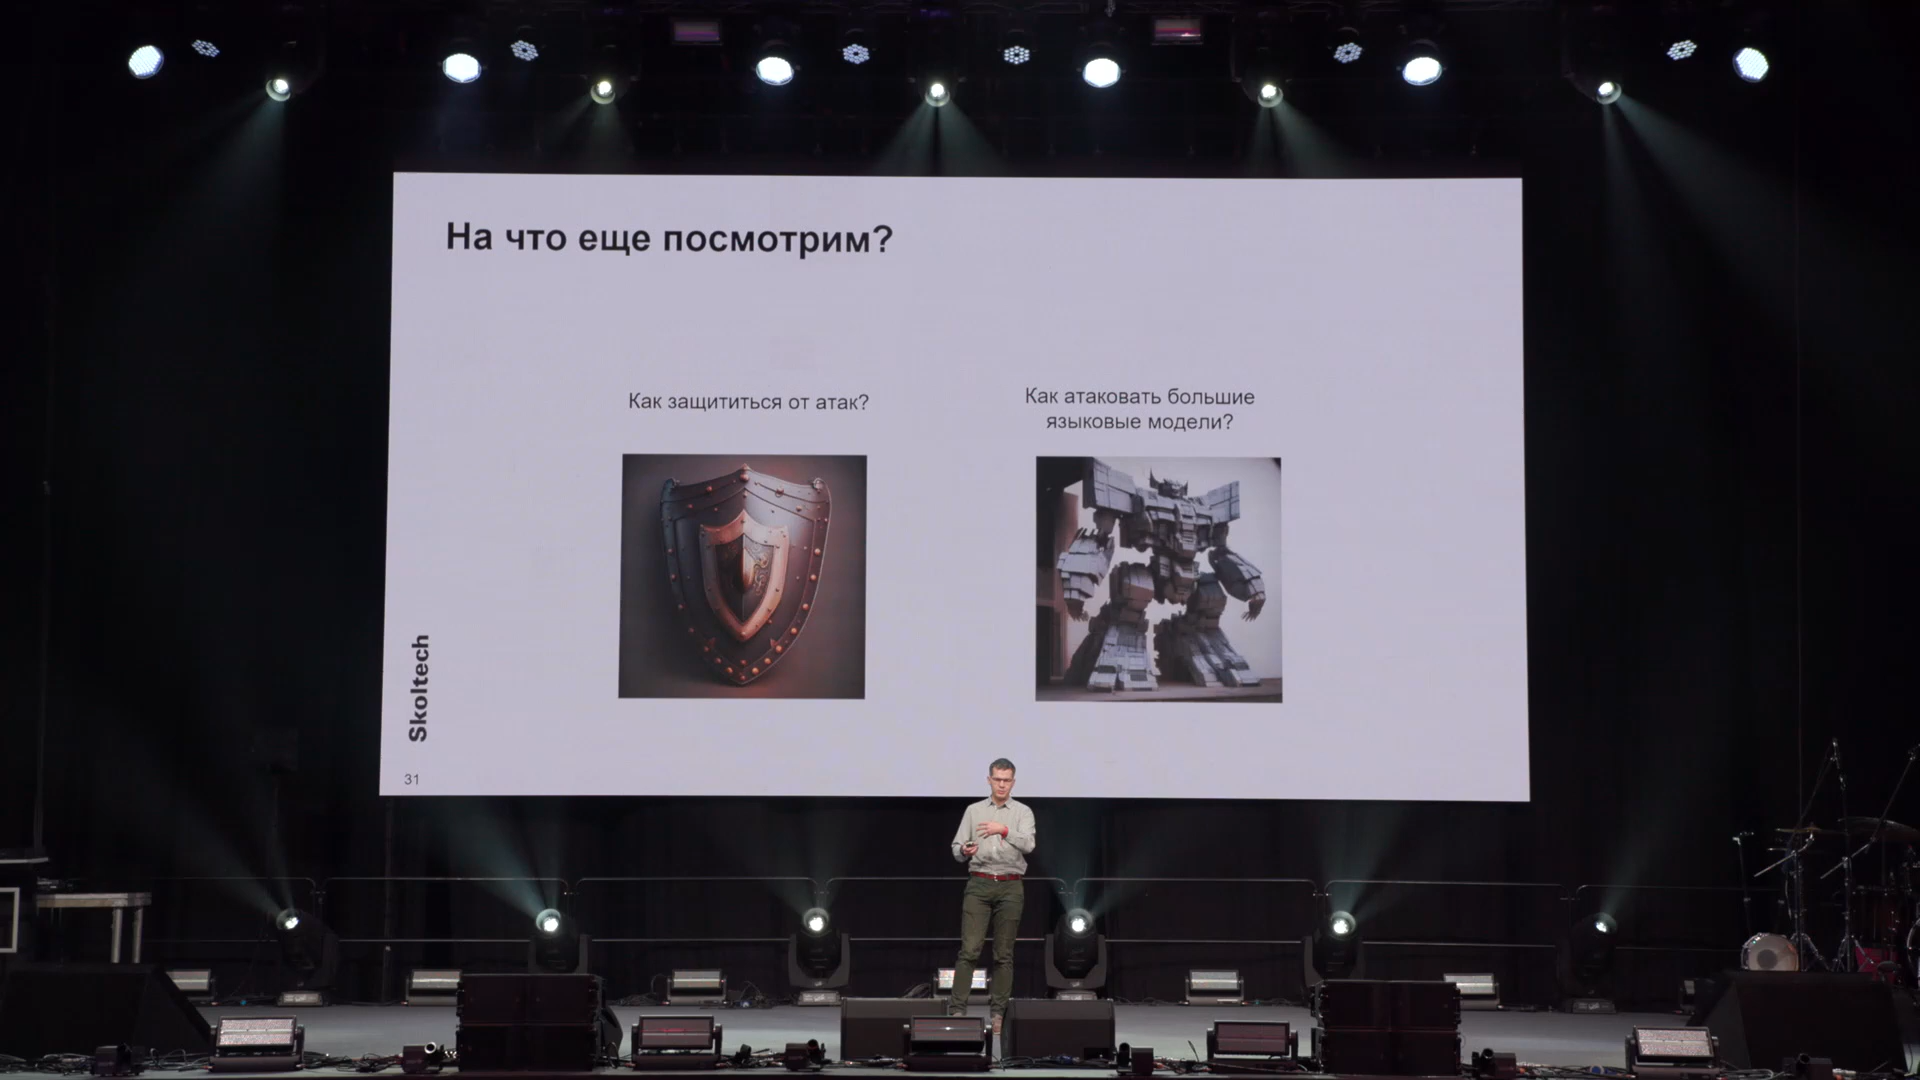 На что еще посмотрим?
Как защититься от атак?
Как атаковать большие
языковые модели?
Skoltech
31